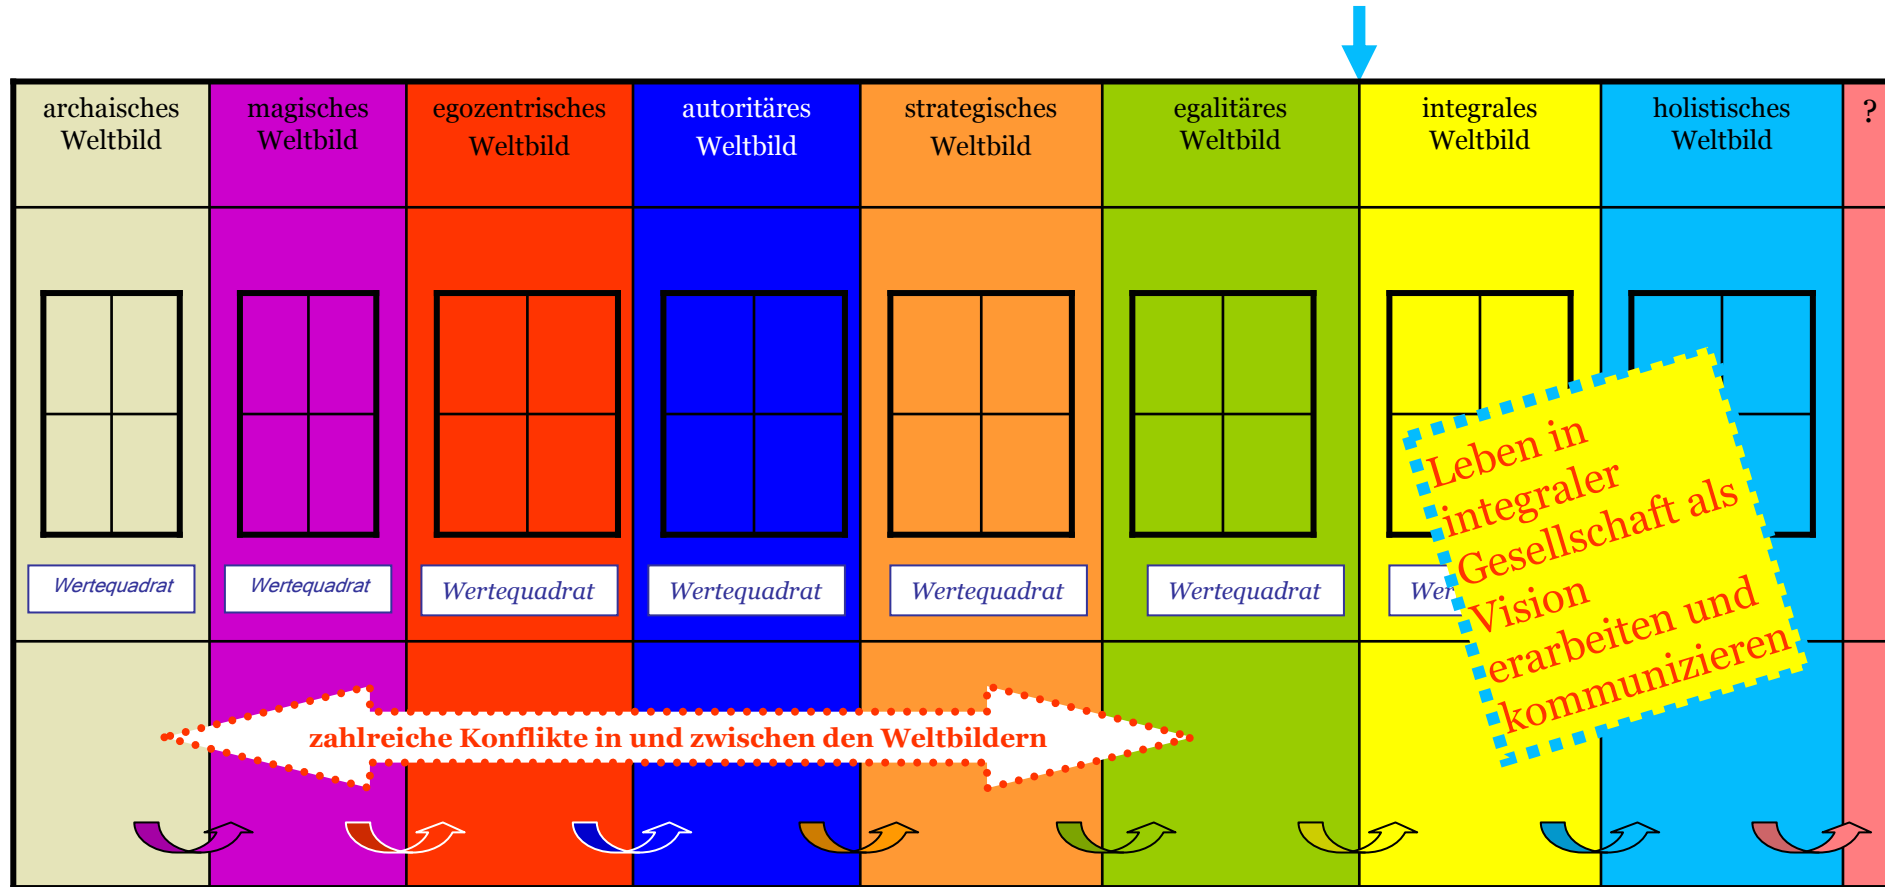 archaisches
Weltbild
magisches
Weltbild
egozentrisches
Weltbild
autoritäres
Weltbild
strategisches
Weltbild
egalitäres
Weltbild
integrales
Weltbild
holistisches
Weltbild
?
Wertequadrat
Wertequadrat
Wertequadrat
Wertequadrat
Wertequadrat
Wertequadrat
Wer
Leben in
integraler
Gesellschaft als
Vision
erarbeiten und
kommunizieren
zahlreiche Konflikte in und zwischen den Weltbildern